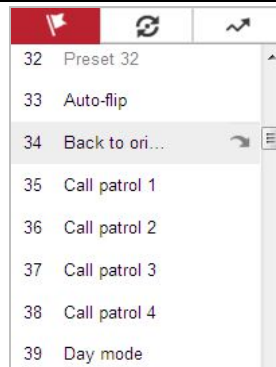 32 Preset 32
33 Auto-flip
34 Back to ori...
35 Call patrol 1
36 Call patrol 2
37 Call patrol 3
38 Call patrol 4
39 Day mode